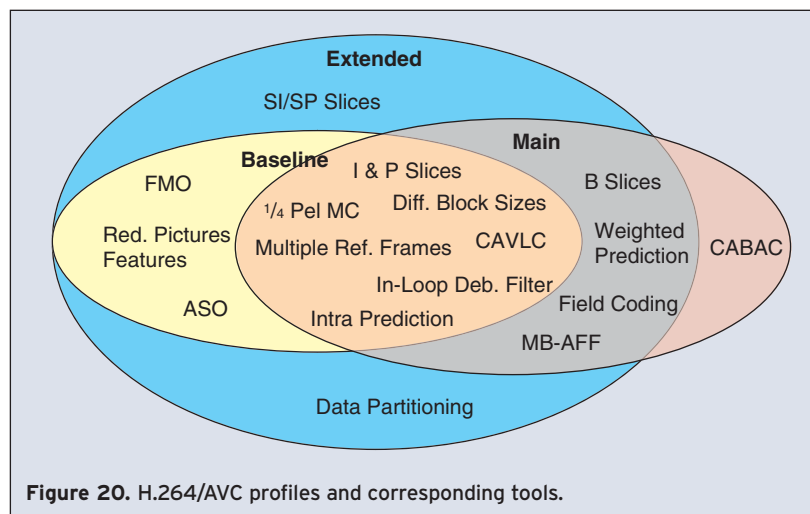 Extended
SI/SP Slices
Main
Baseline
I & P Slices
FMO
B Slices
1/4 Pel MC
Diff. Block Sizes
Red. Pictures
Features
Multiple Ref. Frames
CAVLC
Weighted
Prediction
CABAC
In-Loop Deb. Filter
ASO
Intra Prediction
Field Coding
MB-AFF
Data Partitioning
Figure 20. H.264/AVC profiles and corresponding tools.